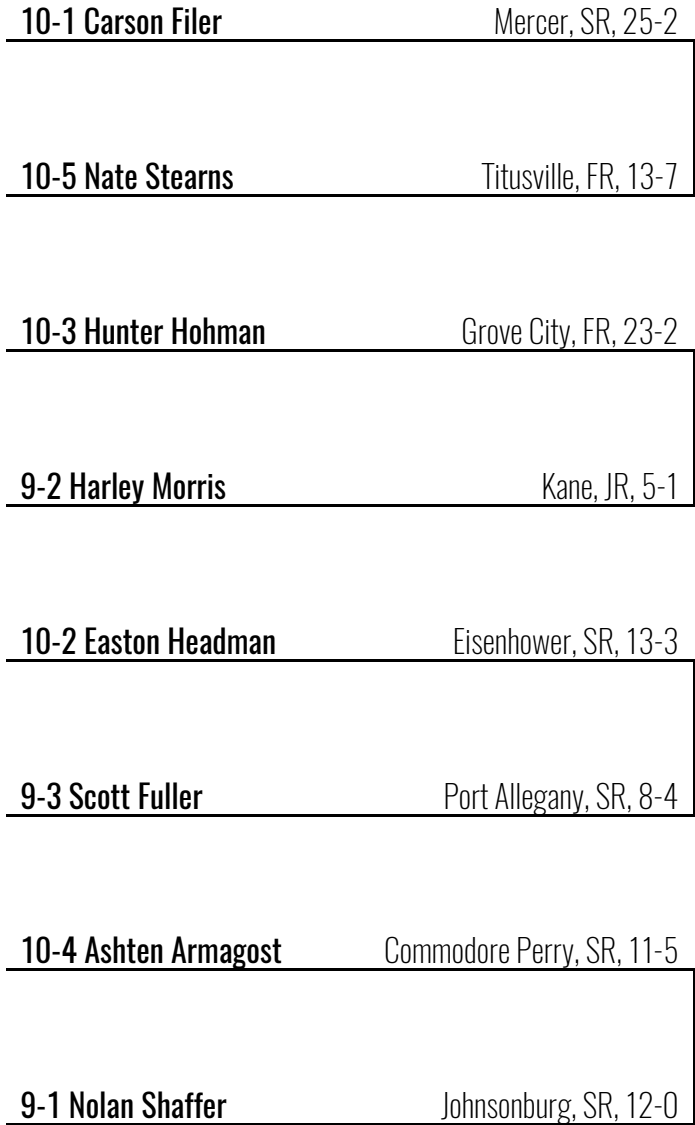 10-1 Carson Filer Mercer, SR, 25-2
10-5 Nate Stearns Titusville, FR, 13-7
10-3 Hunter Hohman Grove City, FR, 23-2
9-2 Harley Morris Kane, JR, 5-1
10-2 Easton Headman Eisenhower, SR, 13-3
9-3 Scott Fuller Port Allegany, SR, 8-4
10-4 Ashten Armagost Commodore Perry, SR, 11-5
9-1 Nolan Shaffer Johnsonburg, SR, 12-0